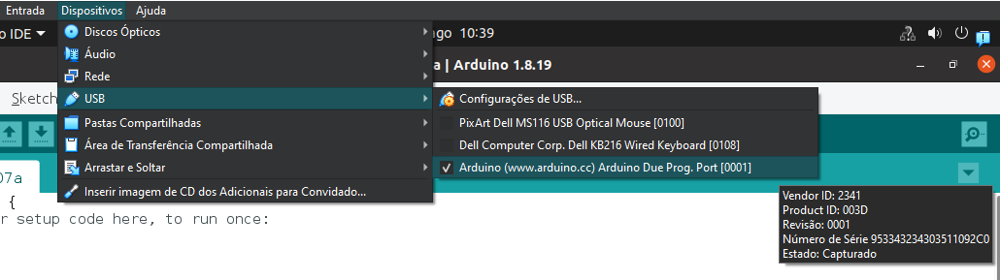 Entrada Dispositivos Ajuda
o IDE ▾ ago 10:39
a | Arduino 1.8.19
Sketch
Discos Ópticos
Áudio
Rede
USB
Pastas Compartilhadas
Área de Transferência Compartilhada
Arrastar e Soltar
Inserir imagem de CD dos Adicionais para Convidado...
Configurações de USB...
PixArt Dell MS116 USB Optical Mouse [0100]
Dell Computer Corp. Dell KB216 Wired Keyboard [0108]
Arduino (www.arduino.cc) Arduino Due Prog. Port [0001]
Vendor ID: 2341
Product ID: 003D
Revisão: 0001
Número de Série 953343234303511092C0
Estado: Capturado
07a
{
r setup code here, to run once: